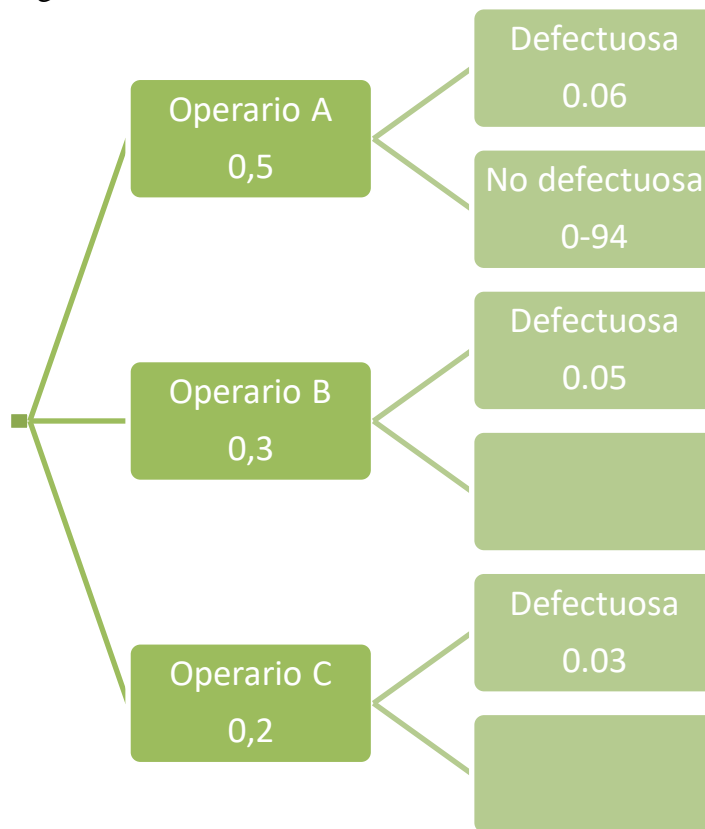 Operario A
0,5
Defectuosa
0.06
No defectuosa
0-94
Operario B
0,3
Defectuosa
0.05
Operario C
0,2
Defectuosa
0.03